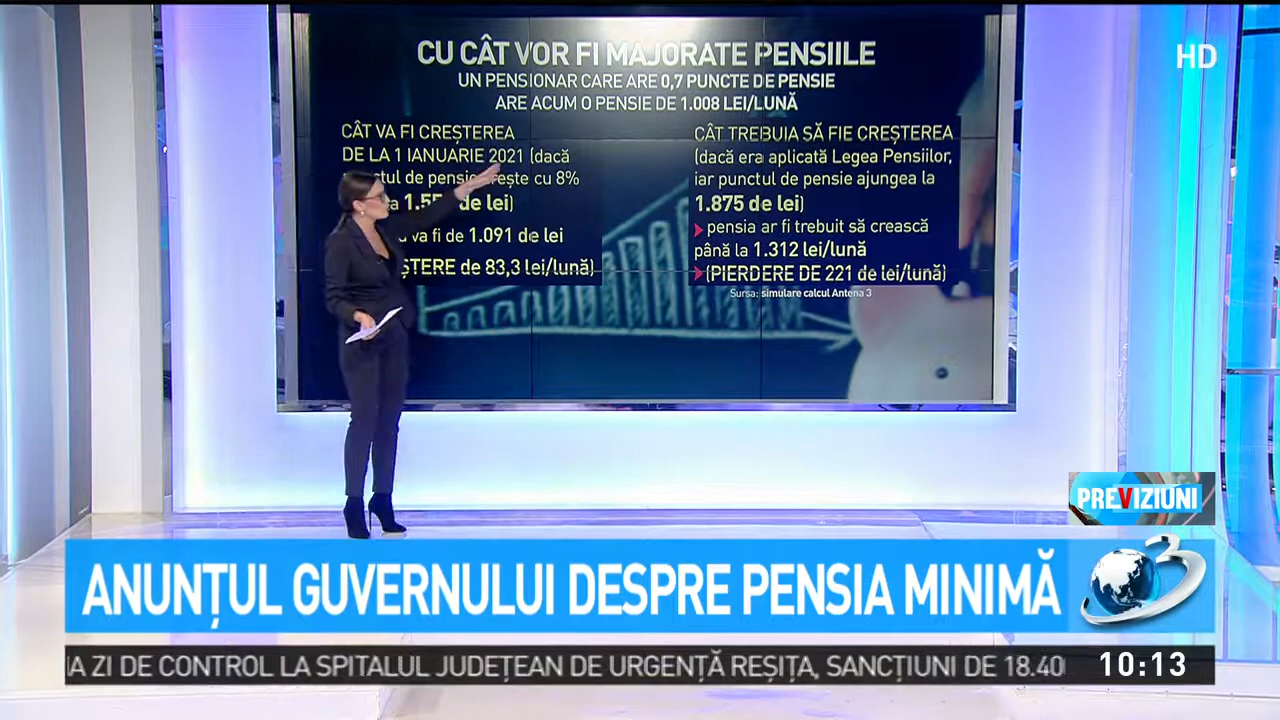 CU CÂT VOR FI MAJORATE PENSIILE
UN PENSIONAR CARE ARE 0,7 PUNCTE DE PENSIE
ARE ACUM O PENSIE DE 1.008 LEI/LUNĂ
CÂT VA FI CREȘTEREA
DE LA 1 IANUARIE 2021 (dacă
de crește cu 8%
de lei)
va fi de 1.091 de lei
de 83,3 lei/lună)
CÂT TREBUIA SĂ FIE CREȘTEREA
(dacă era aplicată Legea Pensiilor,
iar punctul de pensie ajungea la
1.875 de lei)
pensia ar fi trebuit să crească
până la 1.312 lei/lună
(PIERDERE DE 221 de lei/lună)
Sursa: simulare calcul Antena 3
HD
PREVIZIUNI
ANUNȚUL GUVERNULUI DESPRE PENSIA MINIMĂ
3
ZI DE CONTROL LA SPITALUL JUDEȚEAN DE URGENȚĂ REȘIȚA, SANCȚIUNI DE 18.40
10:13